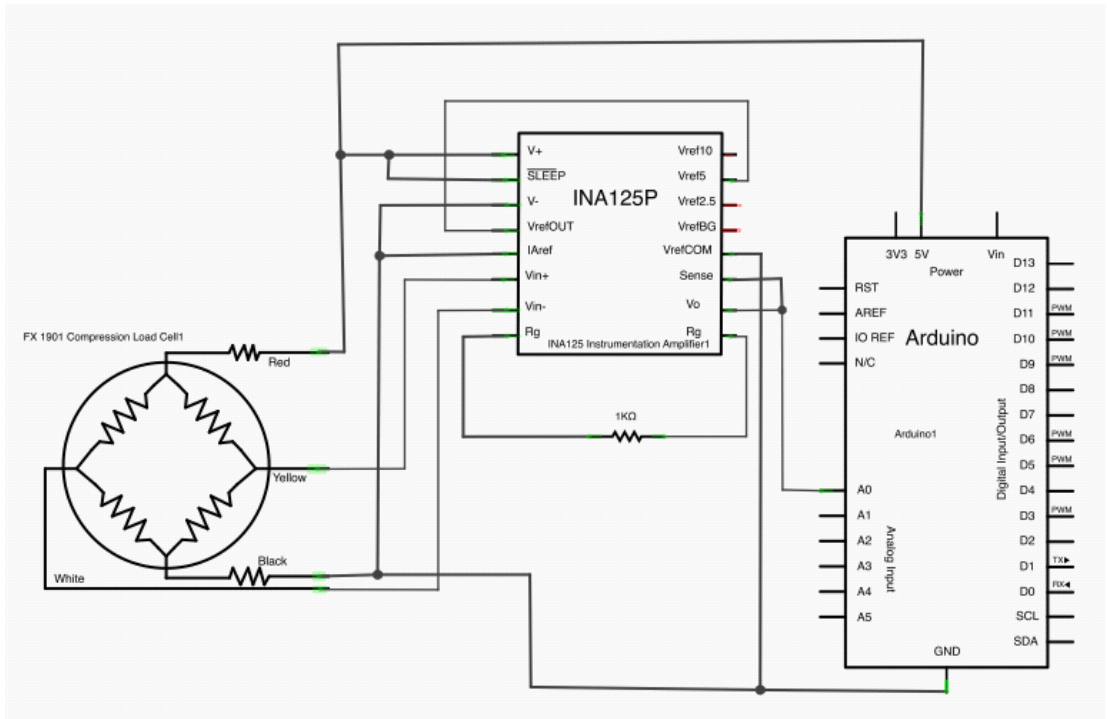 V+
SLEEP
V-
VrefOUT
IAref
Vin+
Vin-
Rg
INA125P
Vref10
Vref5
Vref2.5
VrefBG
VrefCOM
Sense
Vo
Rg
INA125 Instrumentation Amplifier1
FX 1901 Compression Load Cell1
Red
Yellow
Black
White
1KΩ
3V3 5V Vin
Power
RST
AREF
IO REF
N/C
Arduino
Arduino1
A0
A1
A2
A3
A4
A5
Analog Input
Digital Input/Output
D13
D12
D11 PWM
D10 PWM
D9 PWM
D8
D7
D6 PWM
D5 PWM
D4
D3 PWM
D2
D1 TX▶
D0 RX◀
SCL
SDA
GND